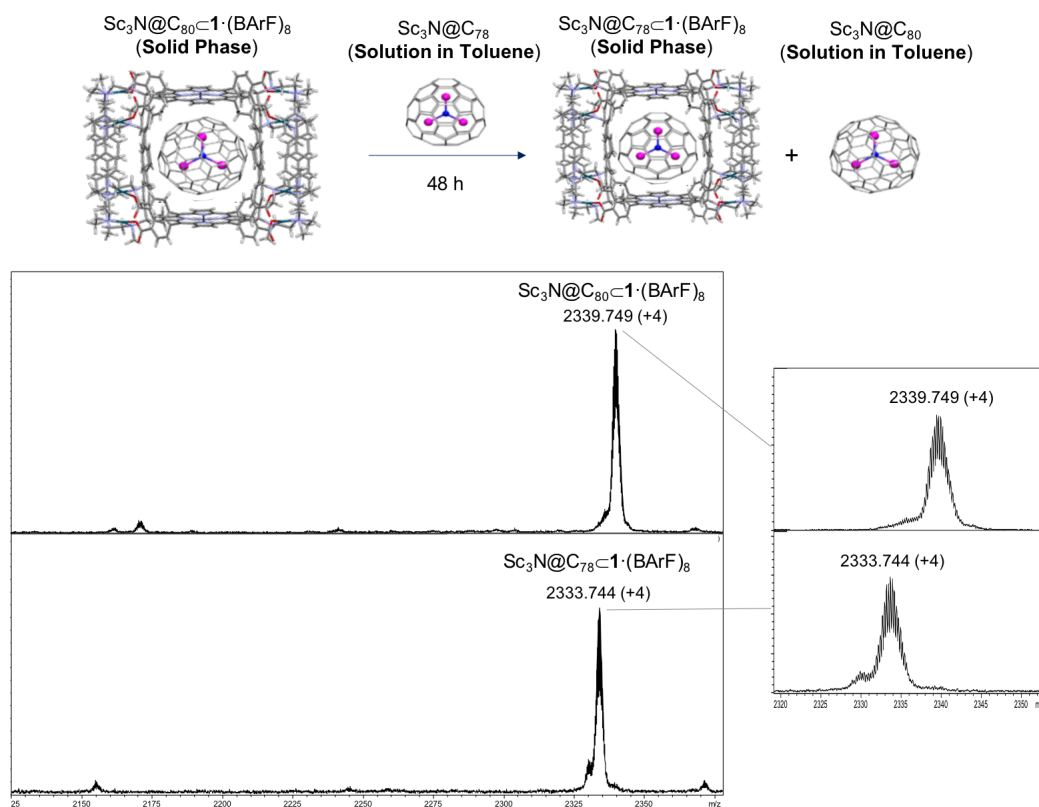 Sc₃N@C₈₀⊂1·(BArF)₈
(Solid Phase)
Sc₃N@C₇₈
(Solution in Toluene)
Sc₃N@C₇₈⊂1·(BArF)₈
(Solid Phase)
Sc₃N@C₈₀
(Solution in Toluene)
48 h
+
Sc₃N@C₈₀⊂1·(BArF)₈
2339.749 (+4)
2339.749 (+4)
Sc₃N@C₇₈⊂1·(BArF)₈
2333.744 (+4)
2333.744 (+4)
2320 2325 2330 2335 2340 2345 2350
25 2150 2175 2200 2225 2250 2275 2300 2325 2350 m/z